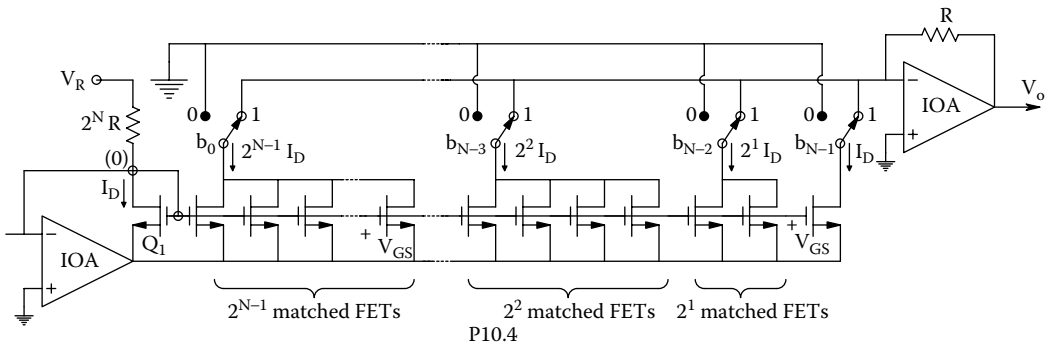 R
V_R
IOA
V_o
2^N R
0 1 0 1 0 1 0 1
b_0 2^{N-1} I_D b_{N-3} 2^2 I_D b_{N-2} 2^1 I_D b_{N-1} I_D
(0)
I_D
Q_1 + V_GS + V_GS
IOA
2^{N-1} matched FETs 2^2 matched FETs 2^1 matched FETs
P10.4